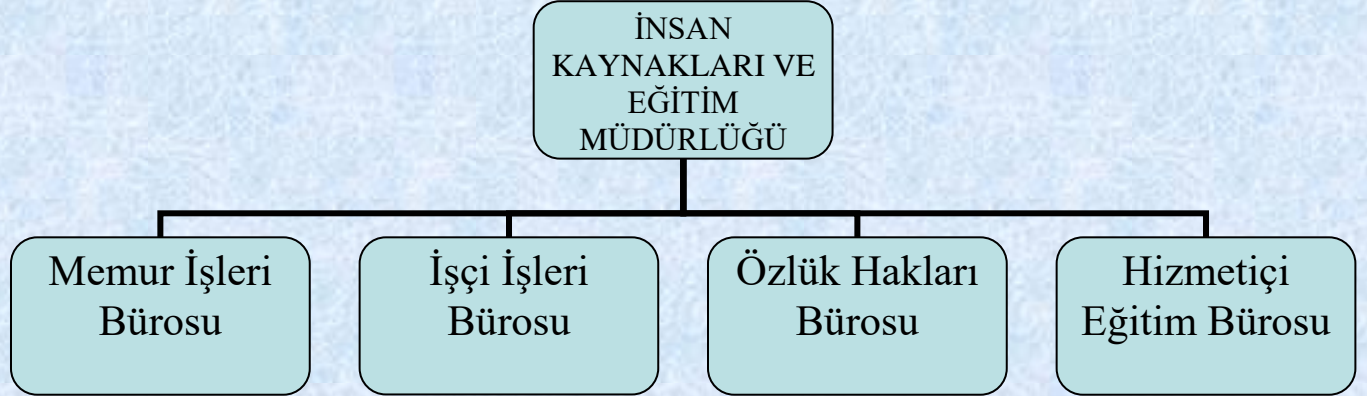 İNSAN
KAYNAKLARI VE
EĞİTİM
MÜDÜRLÜĞÜ
Memur İşleri
Bürosu
İşçi İşleri
Bürosu
Özlük Hakları
Bürosu
Hizmetiçi
Eğitim Bürosu